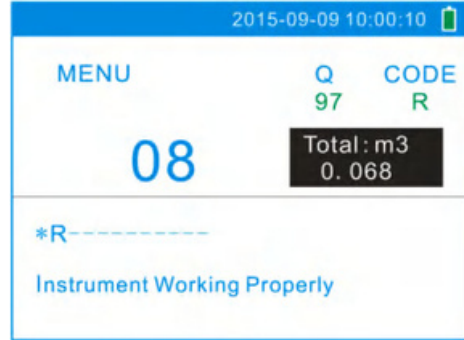 2015-09-09 10:00:10
MENU Q CODE
97 R
08
Total:m3
0.068
*R----------
Instrument Working Properly